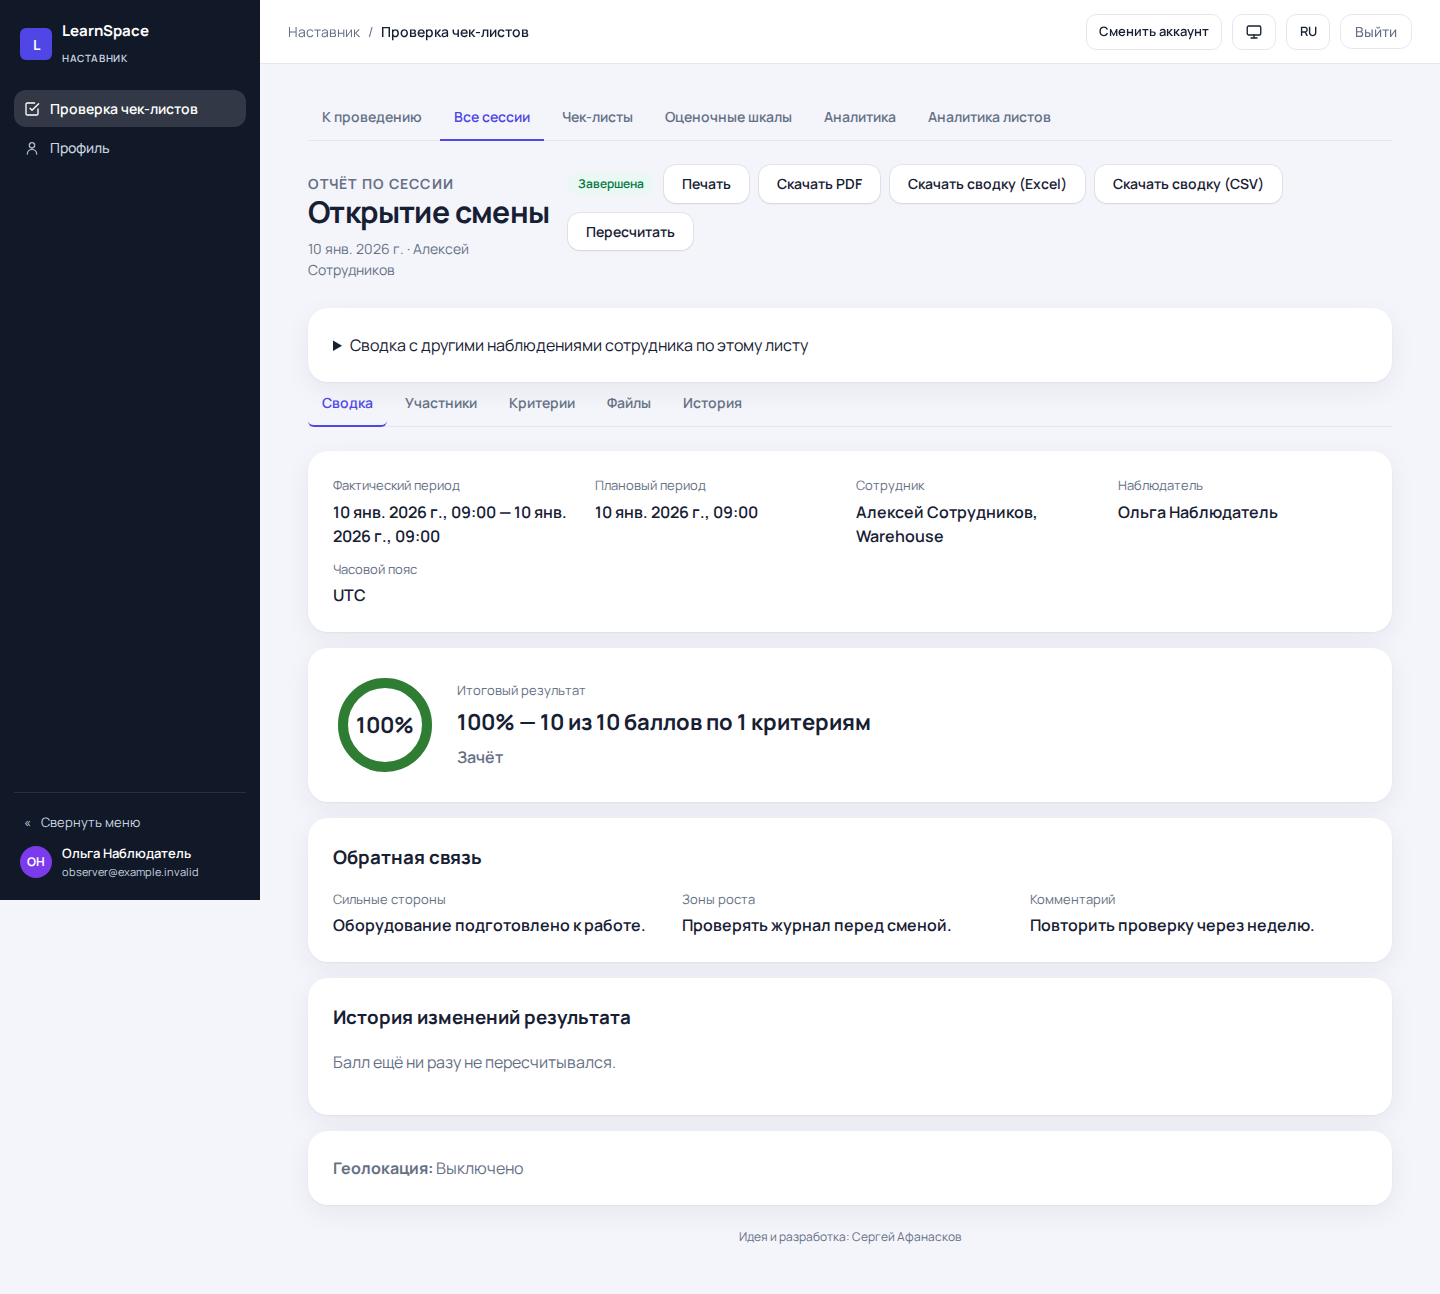 L
LearnSpace
НАСТАВНИК
Проверка чек-листов
Профиль
« Свернуть меню
ОН
Ольга Наблюдатель
observer@example.invalid
Наставник / Проверка чек-листов
Сменить аккаунт
RU
Выйти
К проведению Все сессии Чек-листы Оценочные шкалы Аналитика Аналитика листов
ОТЧЁТ ПО СЕССИИ
Открытие смены
10 янв. 2026 г. · Алексей
Сотрудников
Завершена Печать Скачать PDF Скачать сводку (Excel) Скачать сводку (CSV)
Пересчитать
Сводка с другими наблюдениями сотрудника по этому листу
Сводка Участники Критерии Файлы История
Фактический период
10 янв. 2026 г., 09:00 — 10 янв.
2026 г., 09:00
Плановый период
10 янв. 2026 г., 09:00
Сотрудник
Алексей Сотрудников,
Warehouse
Наблюдатель
Ольга Наблюдатель
Часовой пояс
UTC
100%
Итоговый результат
100% — 10 из 10 баллов по 1 критериям
Зачёт
Обратная связь
Сильные стороны
Оборудование подготовлено к работе.
Зоны роста
Проверять журнал перед сменой.
Комментарий
Повторить проверку через неделю.
История изменений результата
Балл ещё ни разу не пересчитывался.
Геолокация: Выключено
Идея и разработка: Сергей Афанасков